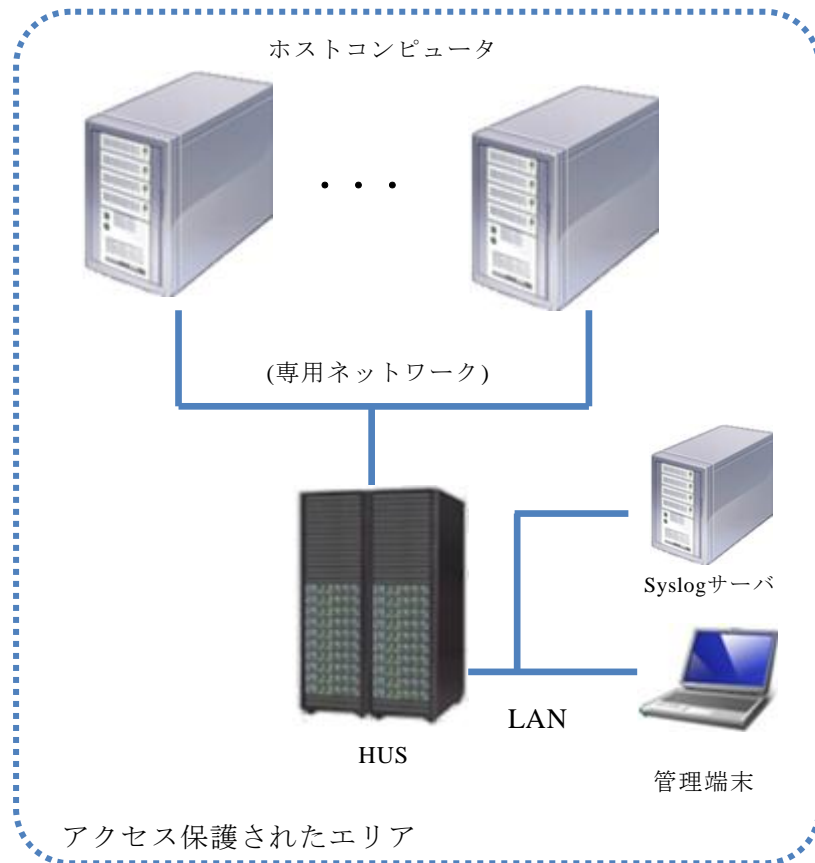 ホストコンピュータ
・・・
(専用ネットワーク)
Syslogサーバ
LAN
HUS
管理端末
アクセス保護されたエリア